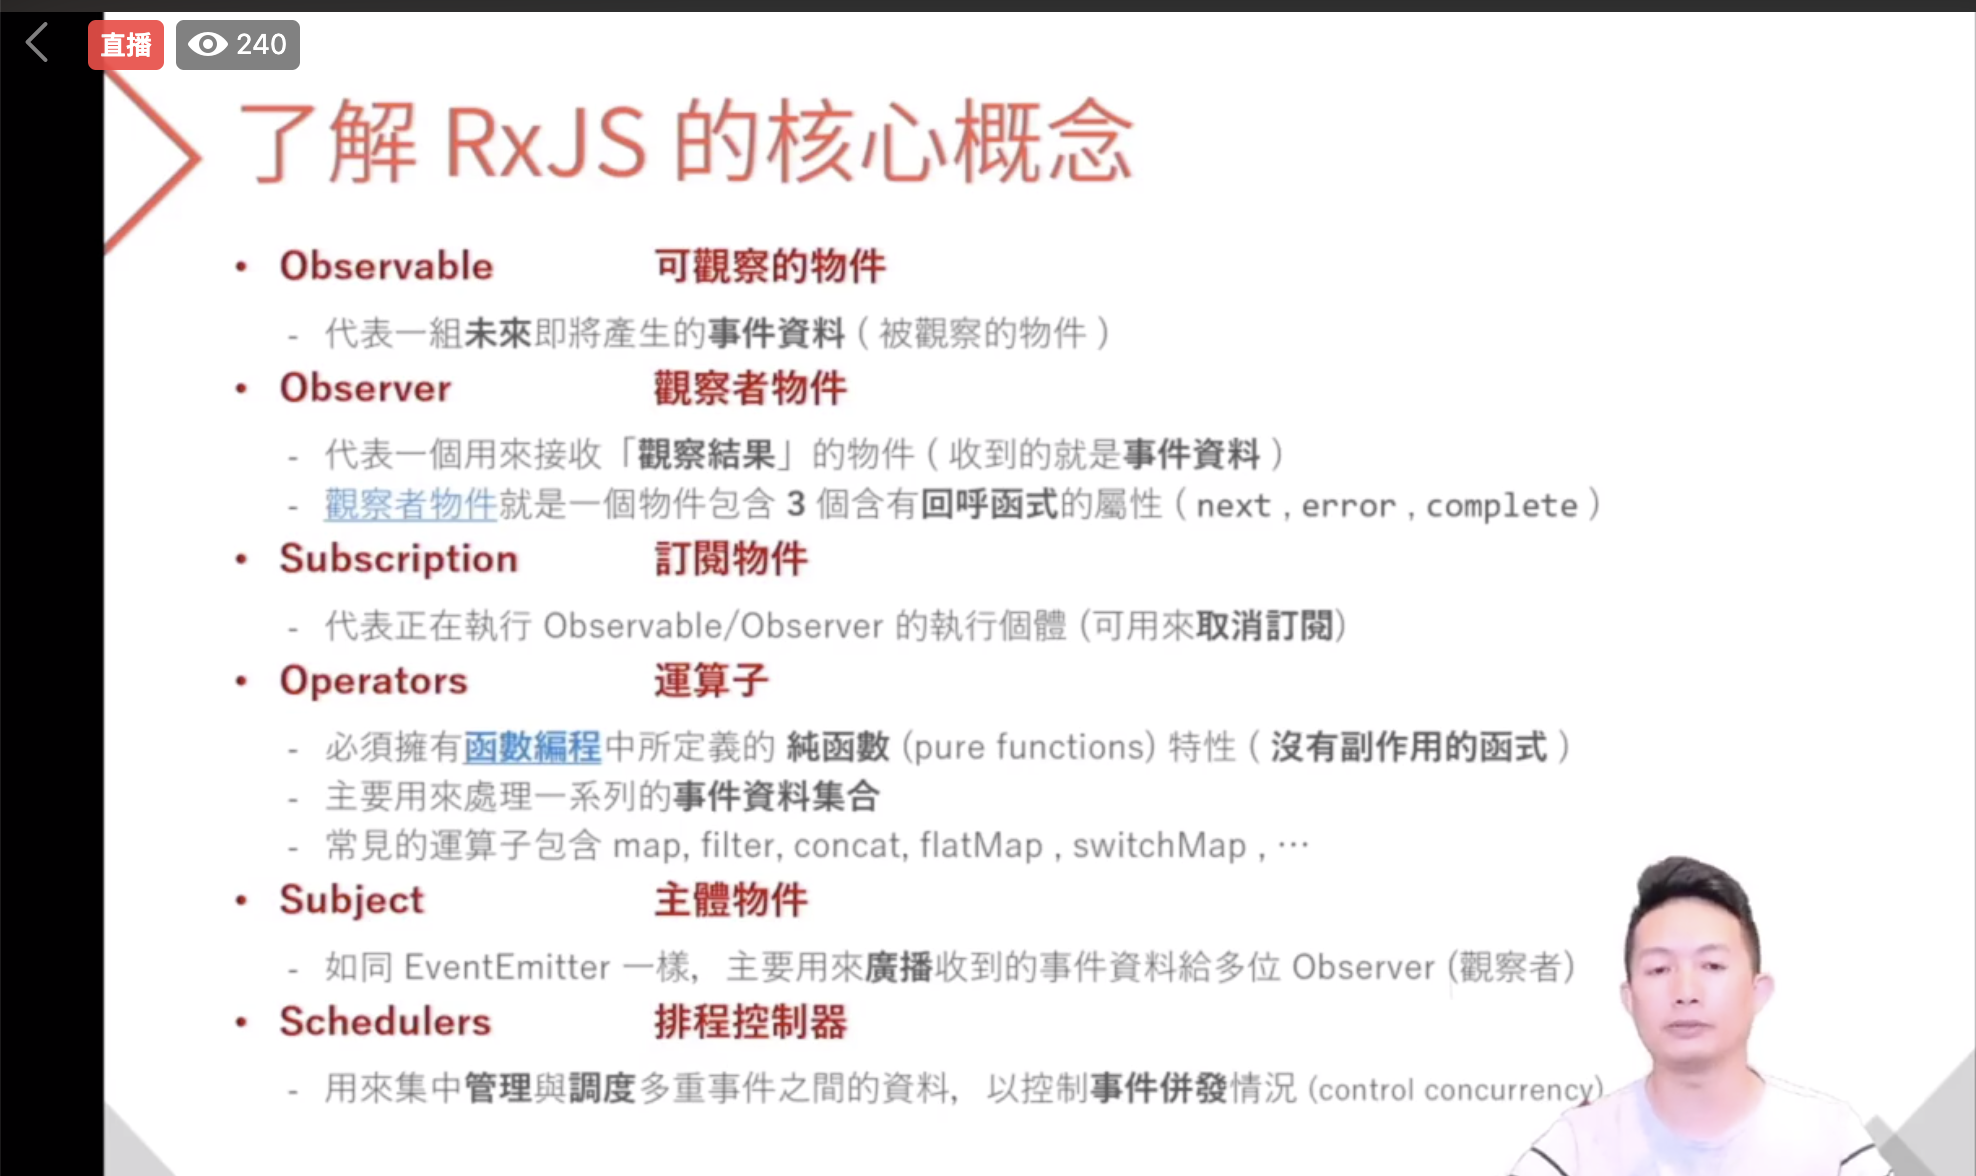 直播 240
了解 RxJS 的核心概念
• Observable 可觀察的物件
- 代表一組未來即將產生的事件資料 ( 被觀察的物件 )
• Observer 觀察者物件
- 代表一個用來接收「觀察結果」的物件 ( 收到的就是事件資料 )
- 觀察者物件就是一個物件包含 3 個含有回呼函式的屬性 ( next , error , complete )
• Subscription 訂閱物件
- 代表正在執行 Observable/Observer 的執行個體 (可用來取消訂閱)
• Operators 運算子
- 必須擁有函數編程中所定義的 純函數 (pure functions) 特性 ( 沒有副作用的函式 )
- 主要用來處理一系列的事件資料集合
- 常見的運算子包含 map, filter, concat, flatMap , switchMap , ⋯
• Subject 主體物件
- 如同 EventEmitter 一樣，主要用來廣播收到的事件資料給多位 Observer (觀察者)
• Schedulers 排程控制器
- 用來集中管理與調度多重事件之間的資料，以控制事件併發情況 (control concurrency)